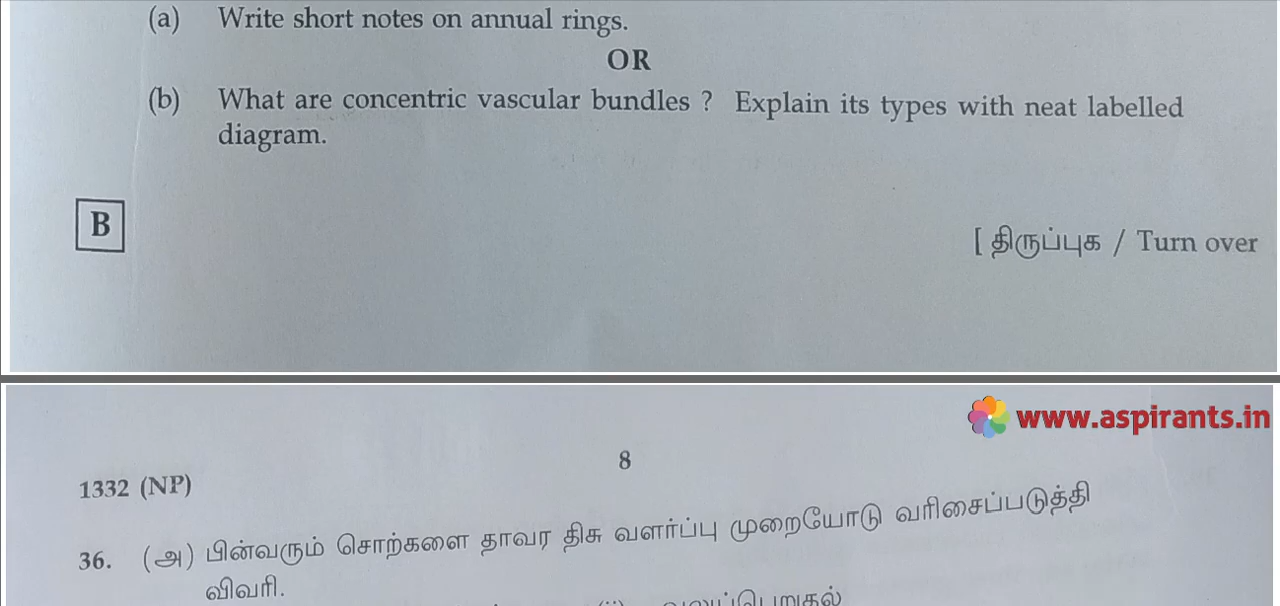 (a) Write short notes on annual rings.
OR
(b) What are concentric vascular bundles ? Explain its types with neat labelled
diagram.
B
[ திருப்புக / Turn over
www.aspirants.in
8
1332 (NP)
36. (அ) பின்வரும் சொற்களை தாவர திசு வளர்ப்பு முறையோடு வரிசைப்படுத்தி
விவரி.